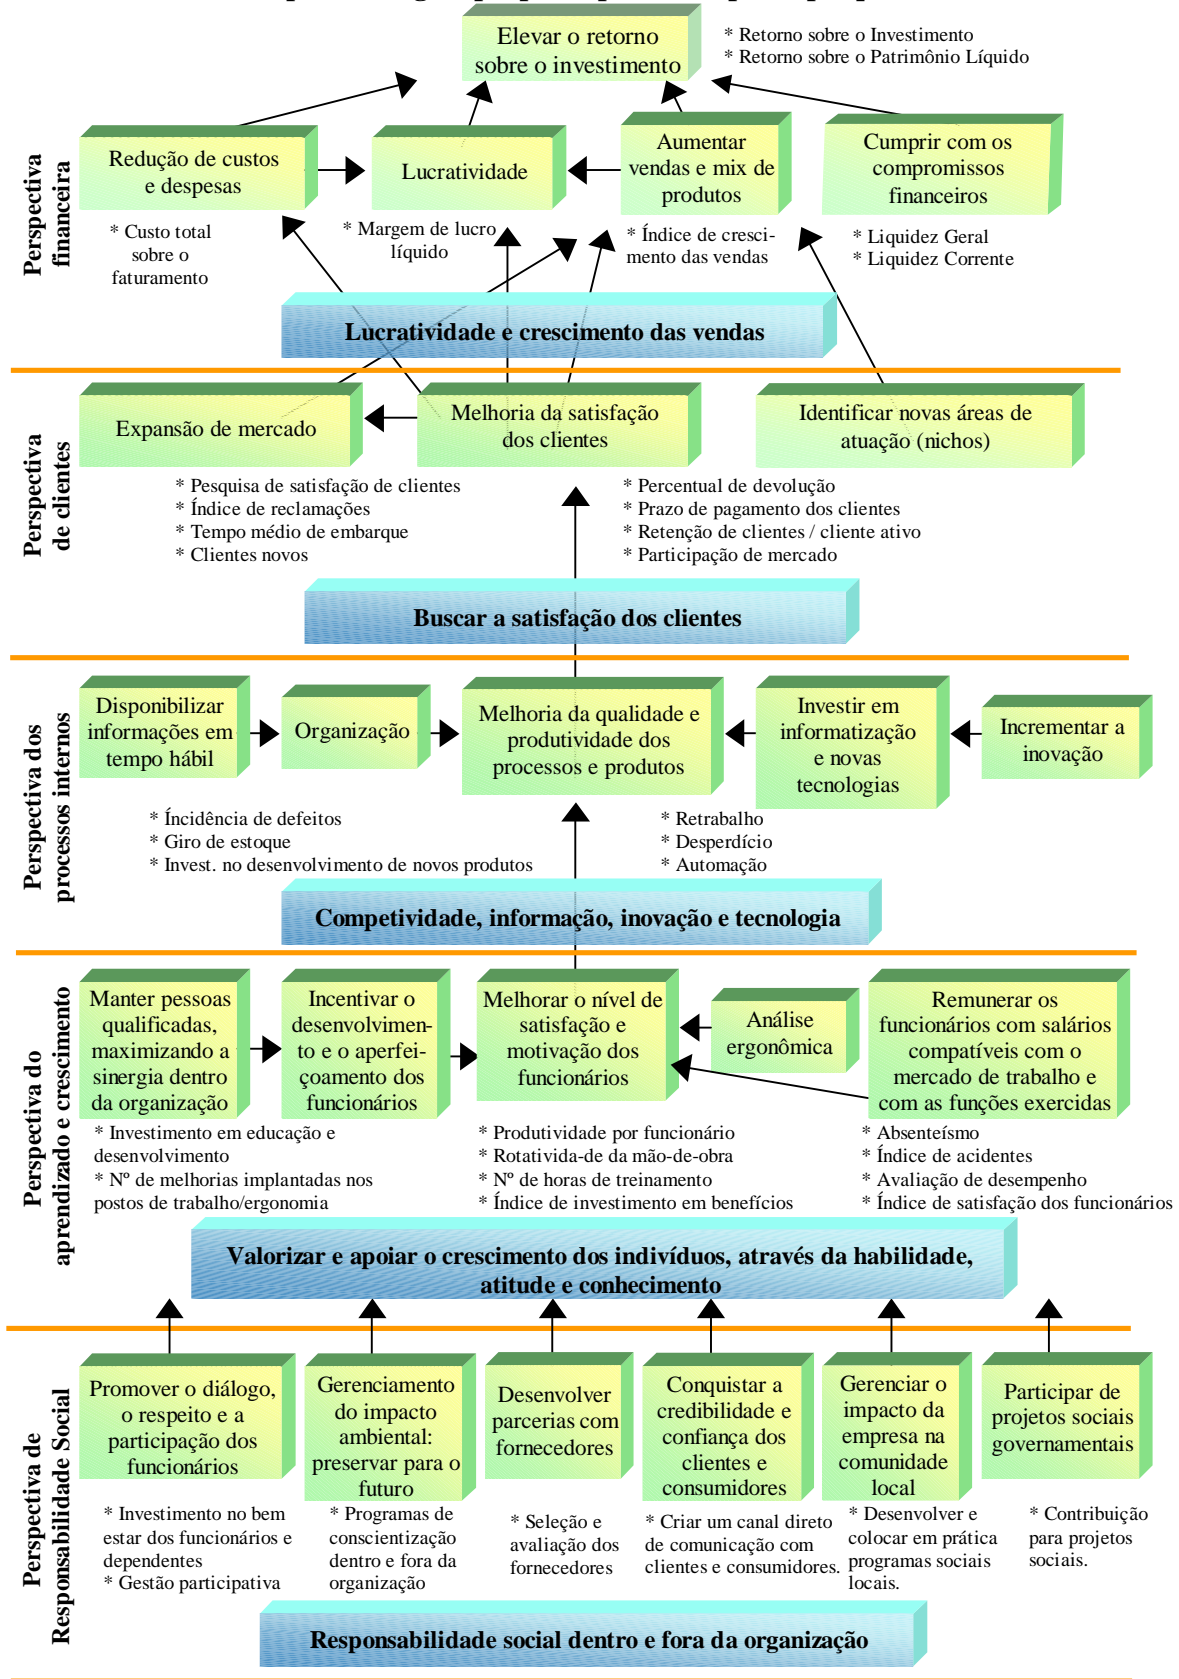 Elevar o retorno
sobre o investimento
* Retorno sobre o Investimento
* Retorno sobre o Patrimônio Líquido
Perspectiva
financeira
Redução de custos
e despesas
Lucratividade
Aumentar
vendas e mix de
produtos
Cumprir com os
compromissos
financeiros
* Custo total
sobre o
faturamento
* Margem de lucro
líquido
* Índice de cresci-
mento das vendas
* Liquidez Geral
* Liquidez Corrente
Lucratividade e crescimento das vendas
Perspectiva
de clientes
Expansão de mercado
Melhoria da satisfação
dos clientes
Identificar novas áreas de
atuação (nichos)
* Pesquisa de satisfação de clientes
* Índice de reclamações
* Tempo médio de embarque
* Clientes novos
* Percentual de devolução
* Prazo de pagamento dos clientes
* Retenção de clientes / cliente ativo
* Participação de mercado
Buscar a satisfação dos clientes
Perspectiva dos
processos internos
Disponibilizar
informações em
tempo hábil
Organização
Melhoria da qualidade e
produtividade dos
processos e produtos
Investir em
informatização
e novas
tecnologias
Incrementar a
inovação
* Íncidência de defeitos
* Giro de estoque
* Invest. no desenvolvimento de novos produtos
* Retrabalho
* Desperdício
* Automação
Competividade, informação, inovação e tecnologia
Perspectiva do
aprendizado e crescimento
Manter pessoas
qualificadas,
maximizando a
sinergia dentro
da organização
Incentivar o
desenvolvimen-
to e o aperfei-
çoamento dos
funcionários
Melhorar o nível de
satisfação e
motivação dos
funcionários
Análise
ergonômica
Remunerar os
funcionários com salários
compatíveis com o
mercado de trabalho e
com as funções exercidas
* Investimento em educação e
desenvolvimento
* Nº de melhorias implantadas nos
postos de trabalho/ergonomia
* Produtividade por funcionário
* Rotativida-de da mão-de-obra
* Nº de horas de treinamento
* Índice de investimento em benefícios
* Absenteísmo
* Índice de acidentes
* Avaliação de desempenho
* Índice de satisfação dos funcionários
Valorizar e apoiar o crescimento dos indivíduos, através da habilidade,
atitude e conhecimento
Perspectiva de
Responsabilidade Social
Promover o diálogo,
o respeito e a
participação dos
funcionários
Gerenciamento
do impacto
ambiental:
preservar para o
futuro
Desenvolver
parcerias com
fornecedores
Conquistar a
credibilidade e
confiança dos
clientes e
consumidores
Gerenciar o
impacto da
empresa na
comunidade
local
Participar de
projetos sociais
governamentais
* Investimento no bem
estar dos funcionários e
dependentes
* Gestão participativa
* Programas de
conscientização
dentro e fora da
organização
* Seleção e
avaliação dos
fornecedores
* Criar um canal direto
de comunicação com
clientes e consumidores.
* Desenvolver e
colocar em prática
programas sociais
locais.
* Contribuição
para projetos
sociais.
Responsabilidade social dentro e fora da organização